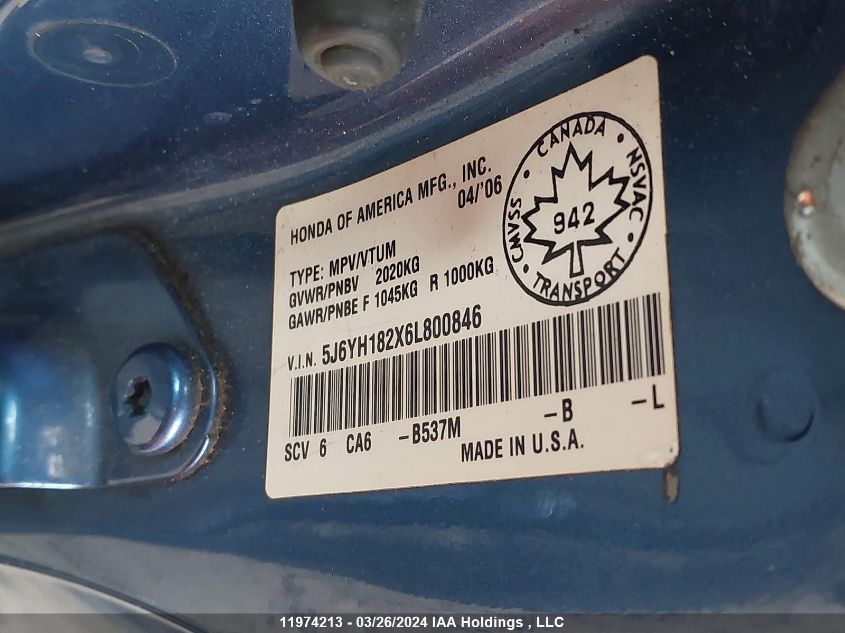 HONDA OF AMERICA MFG., INC.
04/'06
TYPE: MPV/VTUM
GVWR/PNBV 2020KG
GAWR/PNBE F 1045KG R 1000KG
V.I.N. 5J6YH182X6L800846
SCV 6 CA6 -B537M -B -L
MADE IN U.S.A.
CANADA • NSVAC • TRANSPORT • CMVSS •
942
11974213 - 03/26/2024 IAA Holdings , LLC